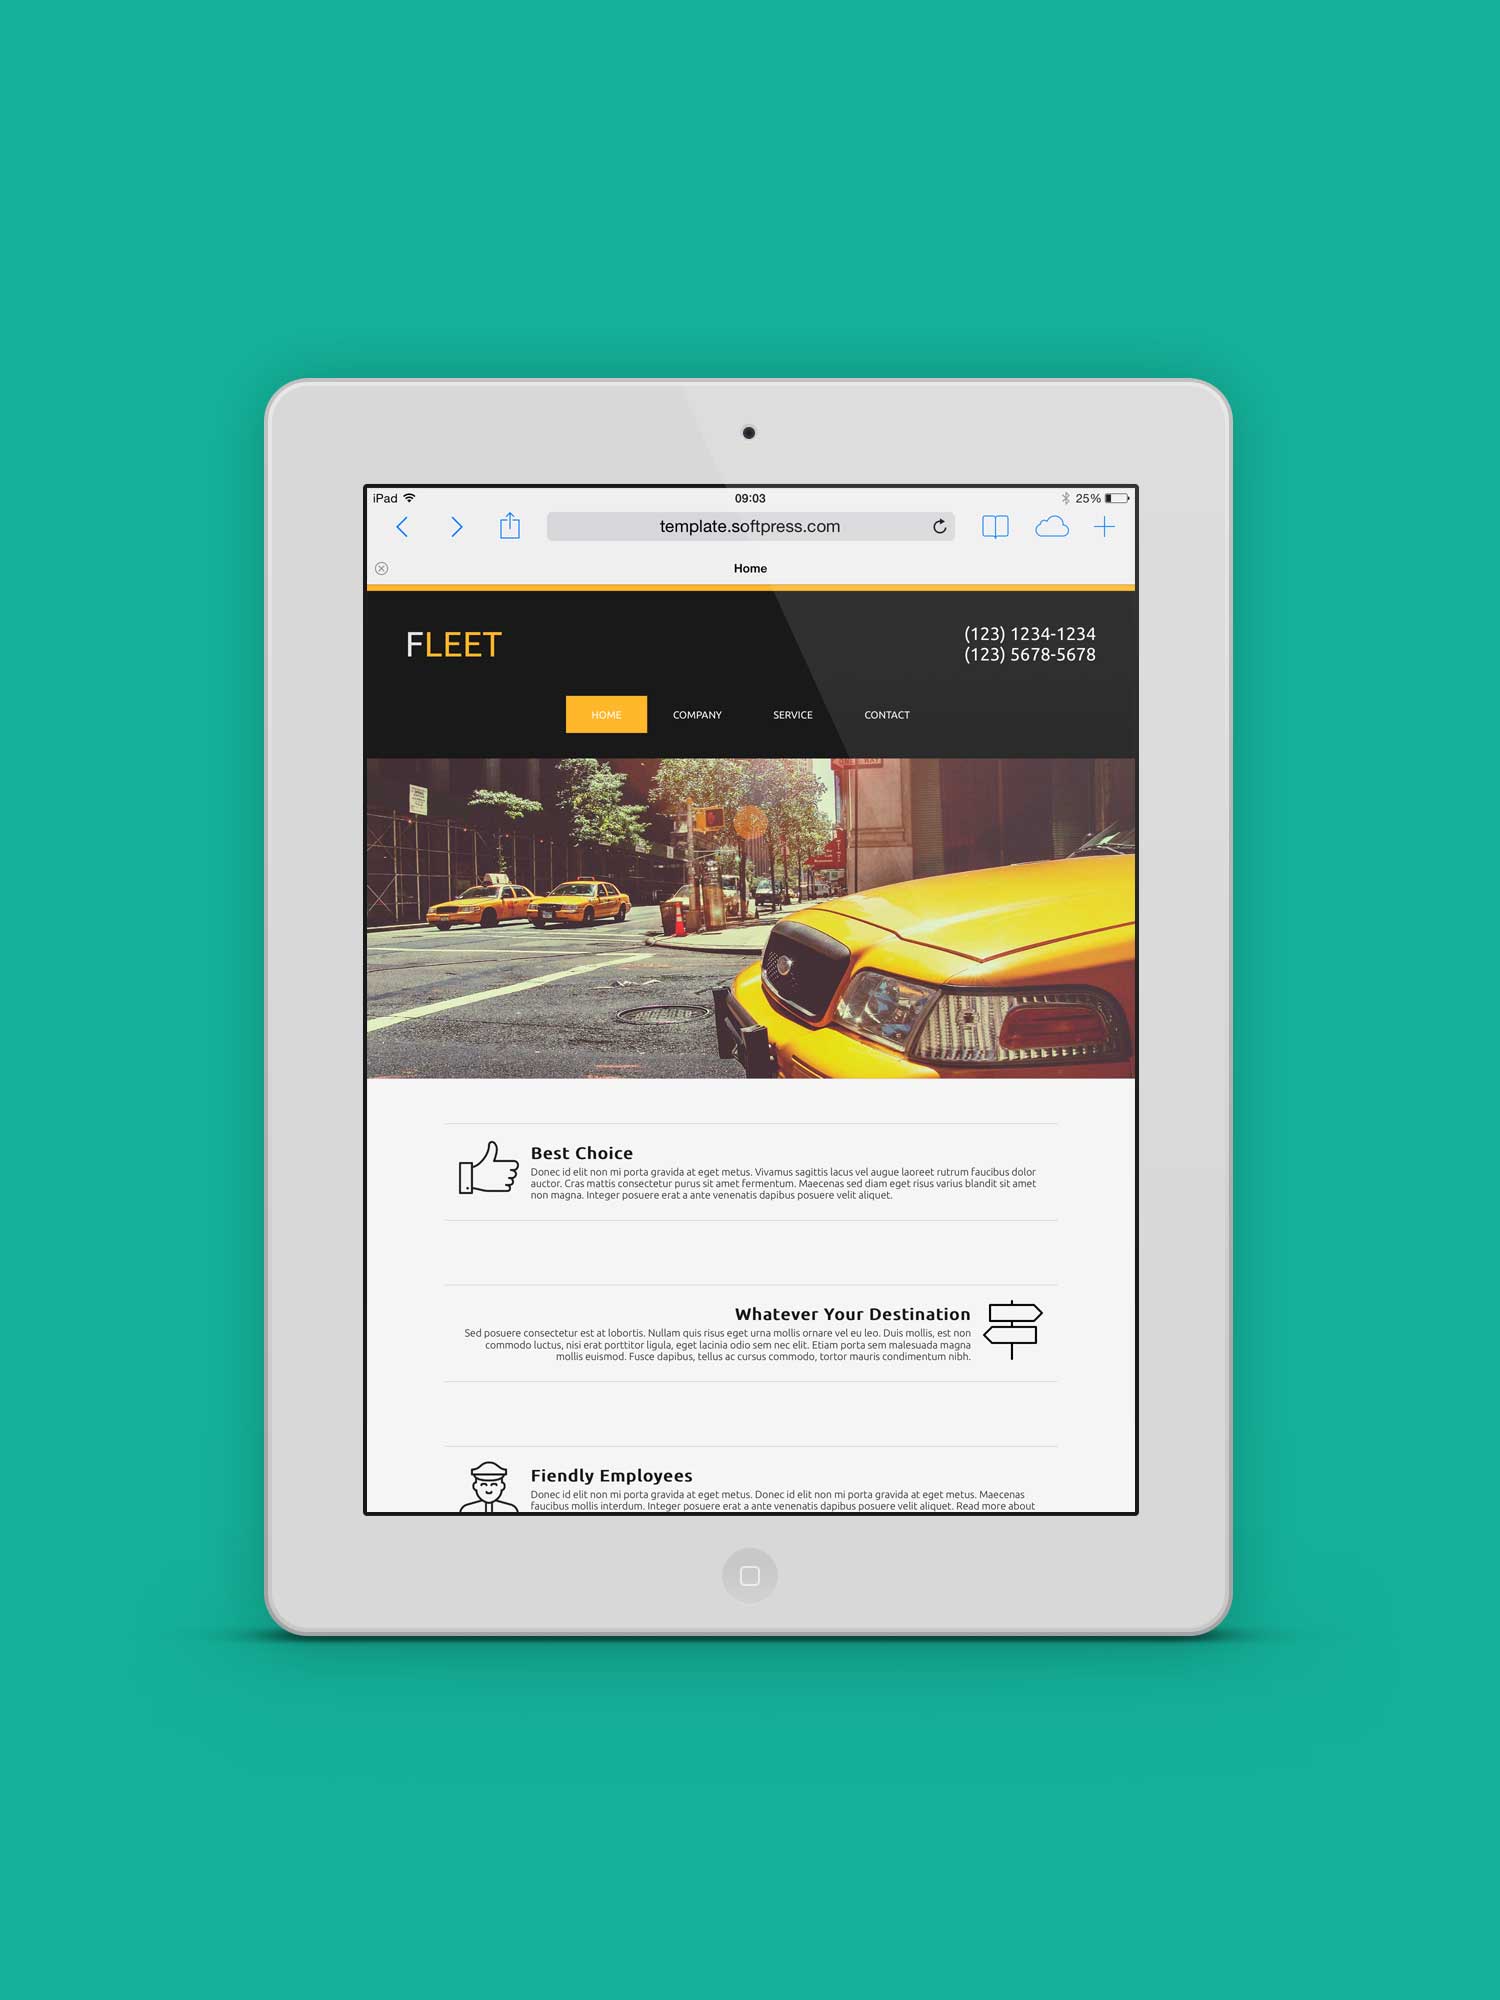 iPad 09:03 25%
template.softpress.com
Home
FLEET
(123) 1234-1234
(123) 5678-5678
HOME COMPANY SERVICE CONTACT
ONE WAY
Best Choice
Donec id elit non mi porta gravida at eget metus. Vivamus sagittis lacus vel augue laoreet rutrum faucibus dolor
auctor. Cras mattis consectetur purus sit amet fermentum. Maecenas sed diam eget risus varius blandit sit amet
non magna. Integer posuere erat a ante venenatis dapibus posuere velit aliquet.
Whatever Your Destination
Sed posuere consectetur est at lobortis. Nullam quis risus eget urna mollis ornare vel eu leo. Duis mollis, est non
commodo luctus, nisi erat porttitor ligula, eget lacinia odio sem nec elit. Etiam porta sem malesuada magna
mollis euismod. Fusce dapibus, tellus ac cursus commodo, tortor mauris condimentum nibh.
Fiendly Employees
Donec id elit non mi porta gravida at eget metus. Donec id elit non mi porta gravida at eget metus. Maecenas
faucibus mollis interdum. Integer posuere erat a ante venenatis dapibus posuere velit aliquet. Read more about